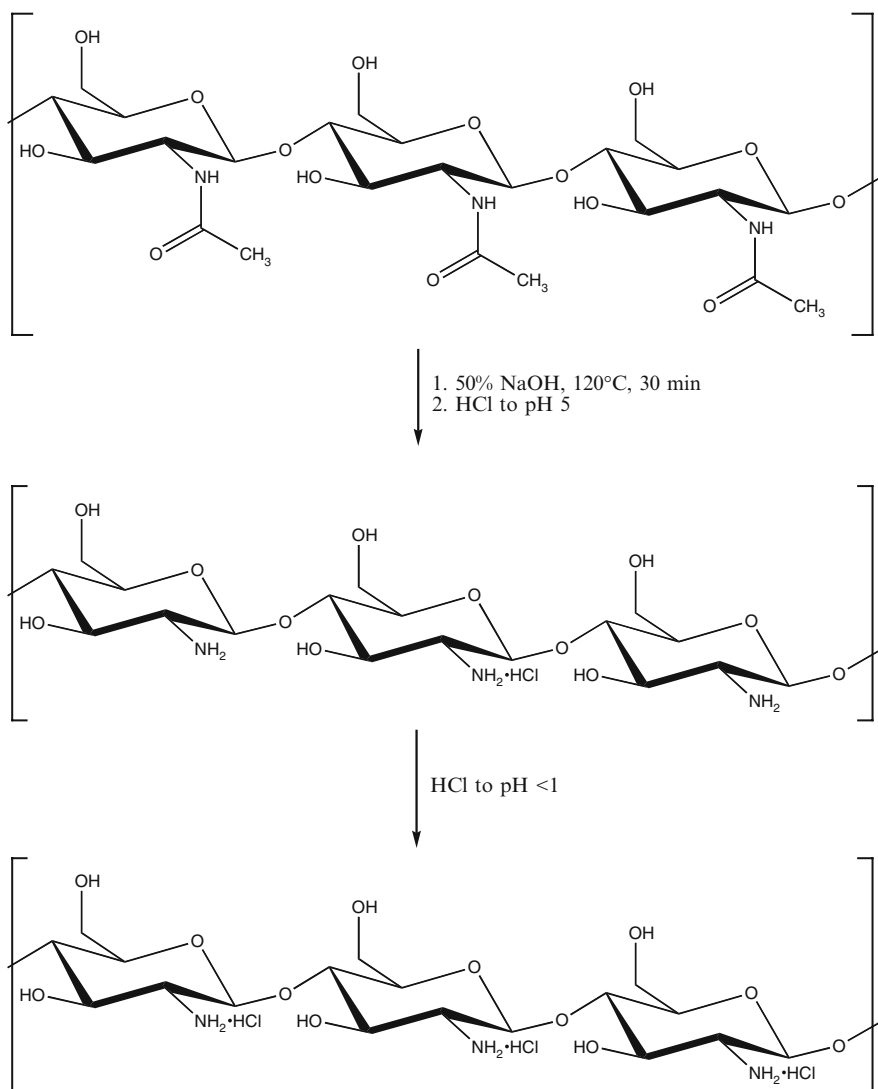 OH
O
OH
HO
O
NH
O
OH
HO
O
NH
O
HO
O
NH
O
CH₃
O
CH₃
O
CH₃
1. 50% NaOH, 120°C, 30 min
2. HCl to pH 5
OH
O
OH
HO
O
NH₂
O
OH
HO
O
NH₂•HCl
O
HO
O
NH₂
HCl to pH <1
OH
O
OH
HO
O
NH₂•HCl
O
OH
HO
O
NH₂•HCl
O
HO
O
NH₂•HCl